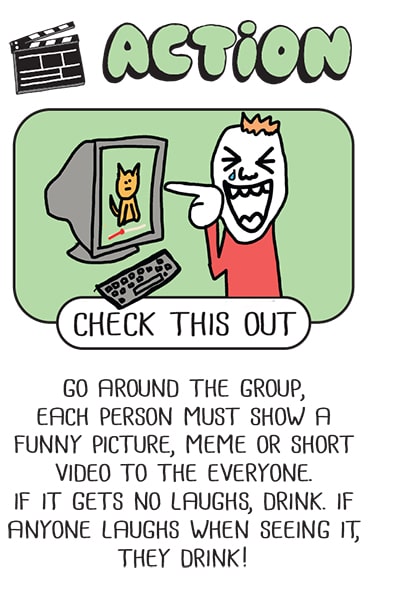 ACTiON
CHECK THIS OUT
GO AROUND THE GROUP,
EACH PERSON MUST SHOW A
FUNNY PICTURE, MEME OR SHORT
VIDEO TO THE EVERYONE.
IF IT GETS NO LAUGHS, DRINK. IF
ANYONE LAUGHS WHEN SEEING IT,
THEY DRINK!